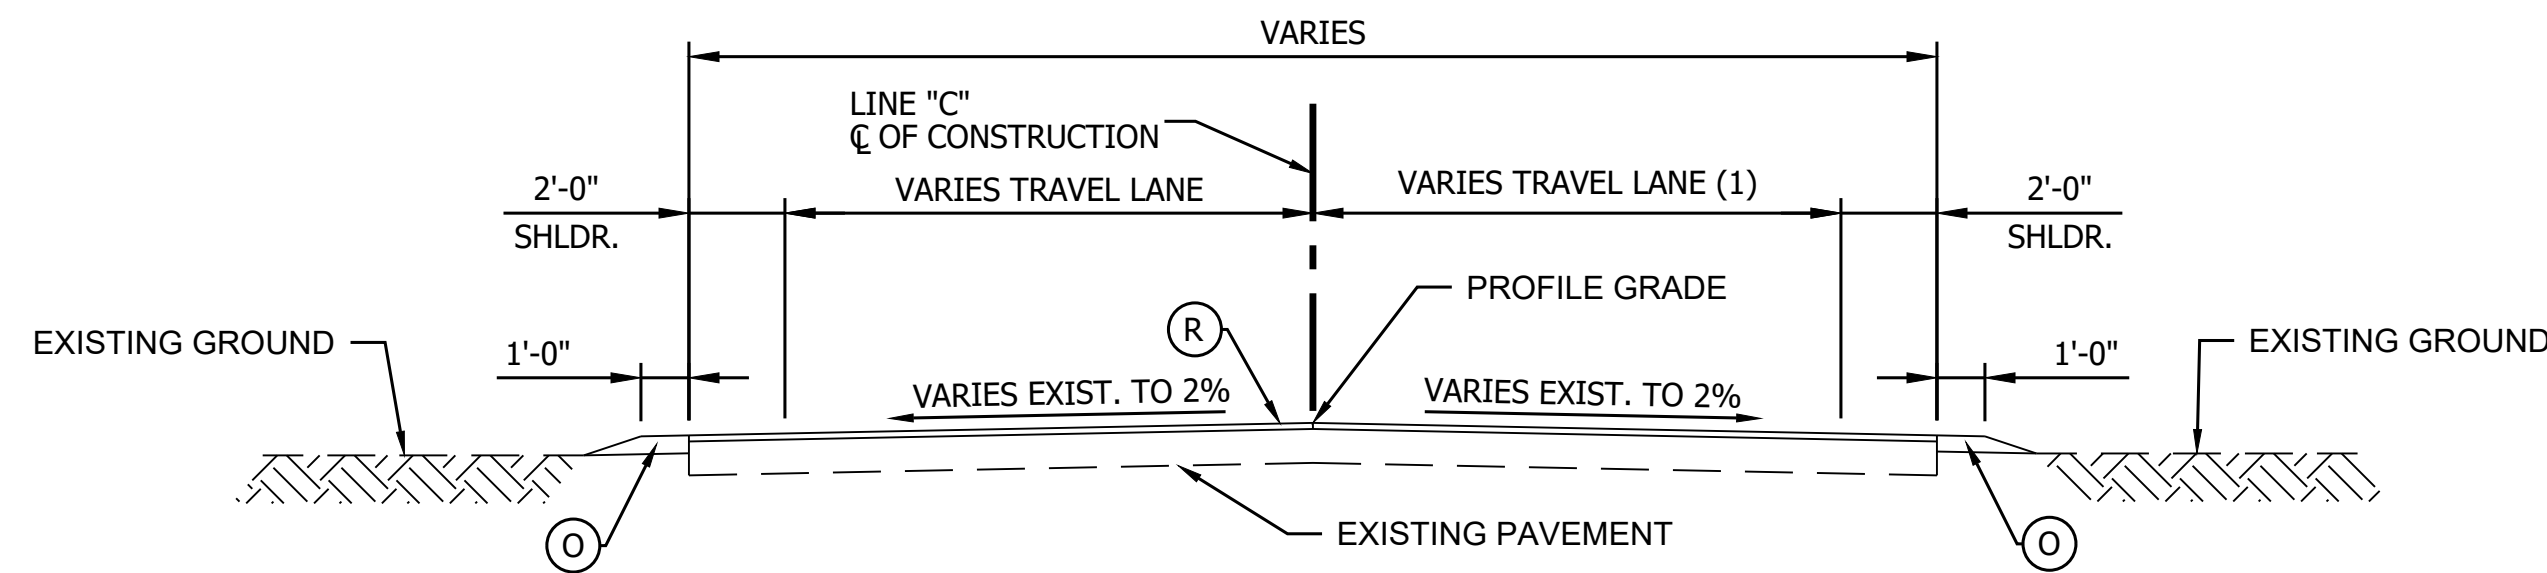 VARIES
LINE "C"
℄ OF CONSTRUCTION
2'-0"
SHLDR.
VARIES TRAVEL LANE
VARIES TRAVEL LANE (1)
2'-0"
SHLDR.
PROFILE GRADE
R
EXISTING GROUND
1'-0"
VARIES EXIST. TO 2%
VARIES EXIST. TO 2%
1'-0"
EXISTING GROUND
O
EXISTING PAVEMENT
O